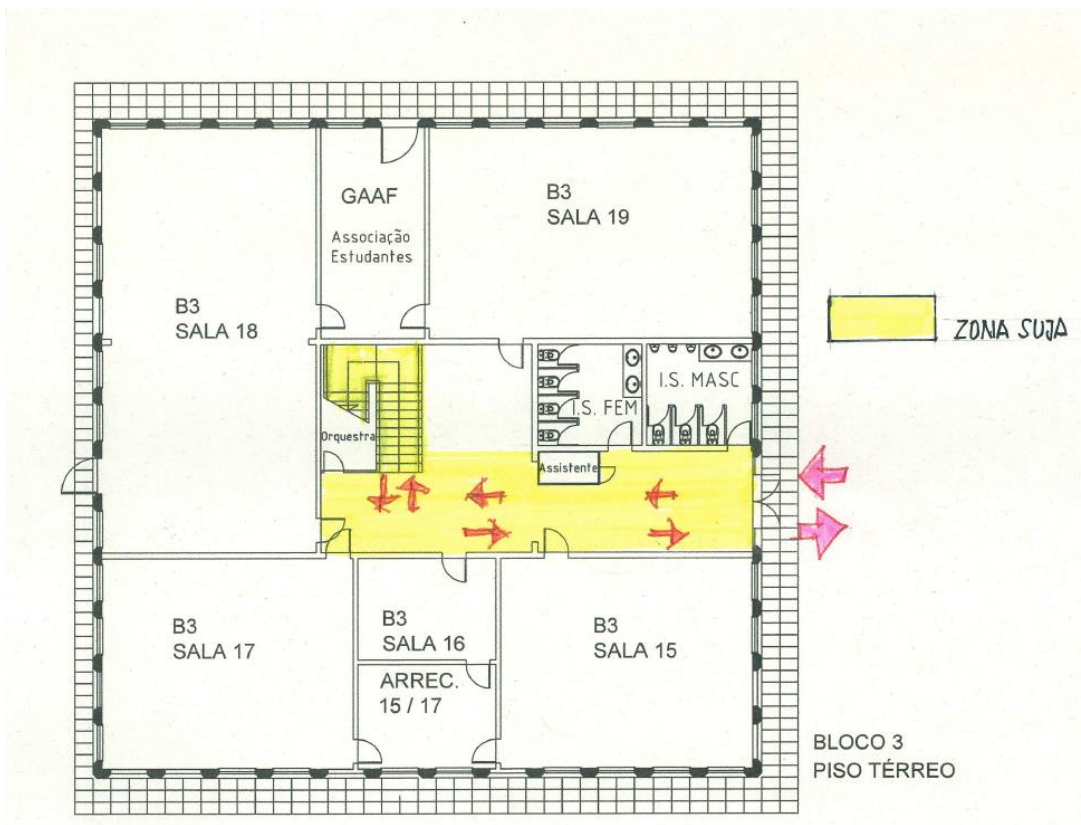 GAAF
Associação
Estudantes
B3
SALA 19
B3
SALA 18
ZONA SUJA
I.S. MASC
I.S. FEM
Orquestra
Assistente
B3
SALA 17
B3
SALA 16
B3
SALA 15
ARREC.
15 / 17
BLOCO 3
PISO TÉRREO